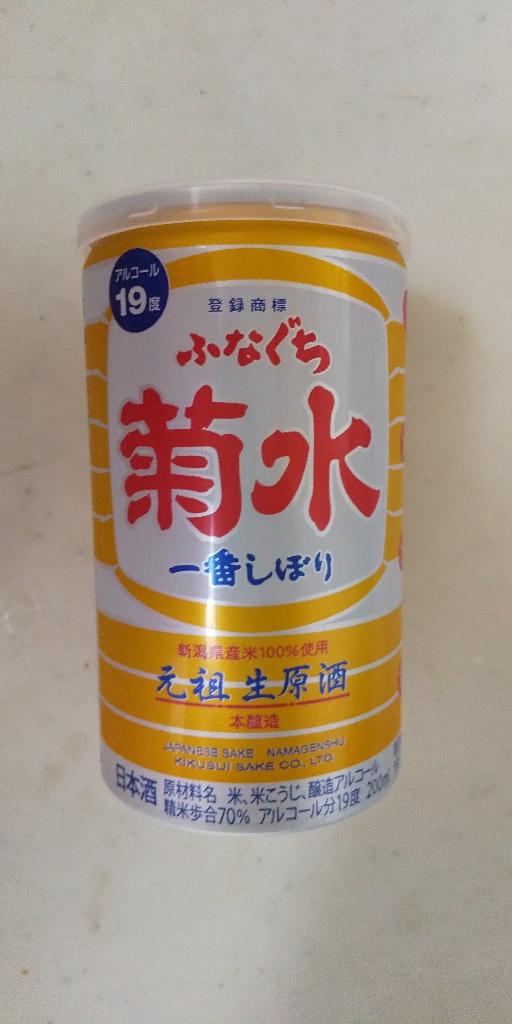 アルコール
19度
登録商標
ふなぐち
菊水
一番しぼり
新潟県産米100%使用
元祖 生原酒
本醸造
JAPANESE SAKE NAMAGENSHU
KIKUSUI SAKE CO., LTD.
日本酒 原材料名 米、米こうじ、醸造アルコール
精米歩合70% アルコール分19度 200ml